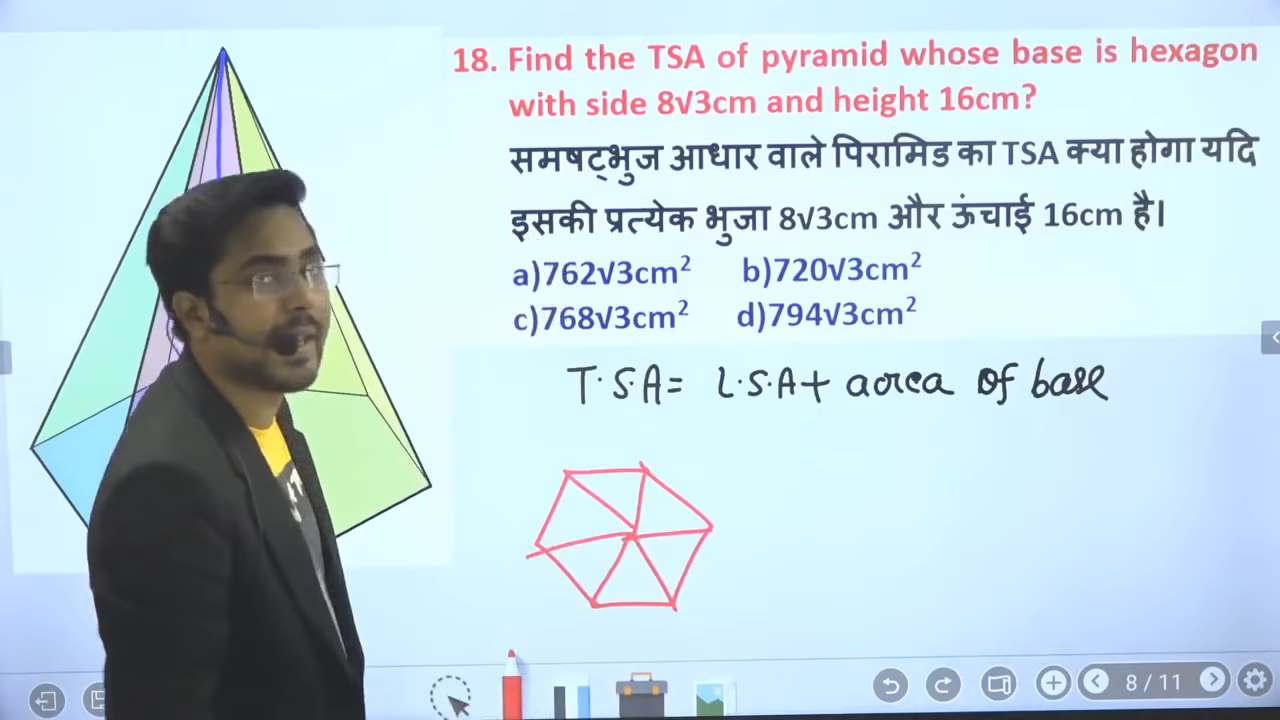 18. Find the TSA of pyramid whose base is hexagon
with side 8√3cm and height 16cm?
समषट्भुज आधार वाले पिरामिड का TSA क्या होगा यदि
इसकी प्रत्येक भुजा 8√3cm और ऊंचाई 16cm है।
a)762√3cm² b)720√3cm²
c)768√3cm² d)794√3cm²
T.S.A= L.S.A+ area of base
8 / 11